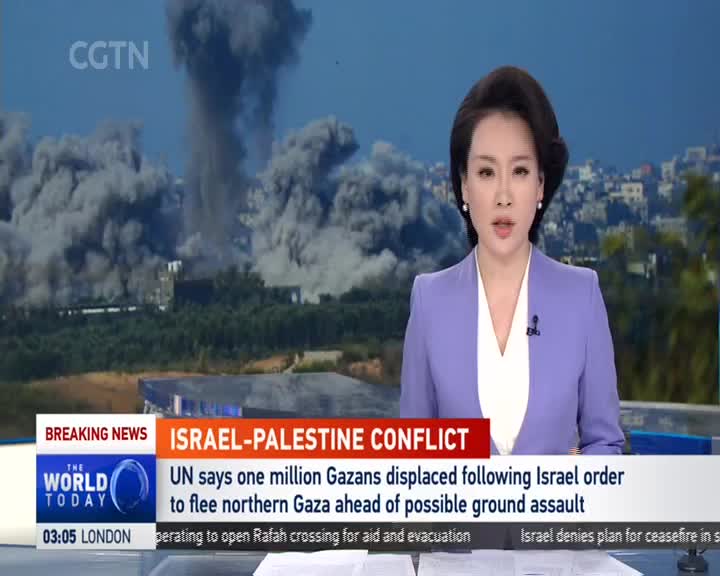 CGTN
BREAKING NEWS
ISRAEL-PALESTINE CONFLICT
THE
WORLD
TODAY
UN says one million Gazans displaced following Israel order
to flee northern Gaza ahead of possible ground assault
03:05 LONDON
perating to open Rafah crossing for aid and evacuation
Israel denies plan for ceasefire in s